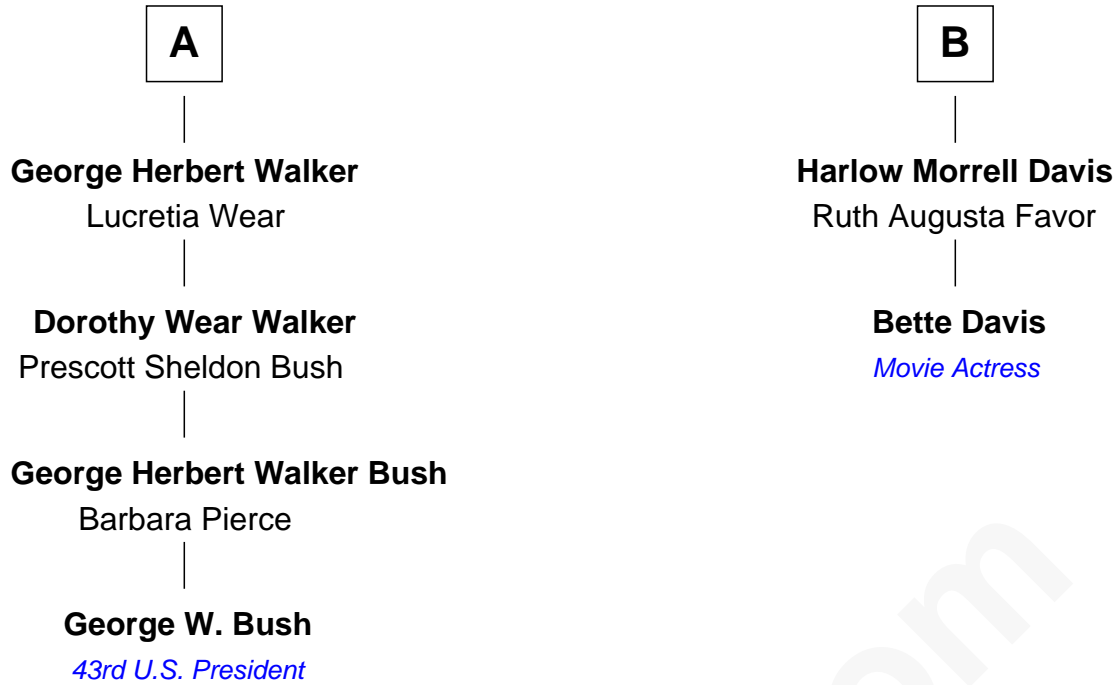 A
George Herbert Walker
Lucretia Wear
Dorothy Wear Walker
Prescott Sheldon Bush
George Herbert Walker Bush
Barbara Pierce
George W. Bush
43rd U.S. President
B
Harlow Morrell Davis
Ruth Augusta Favor
Bette Davis
Movie Actress
om